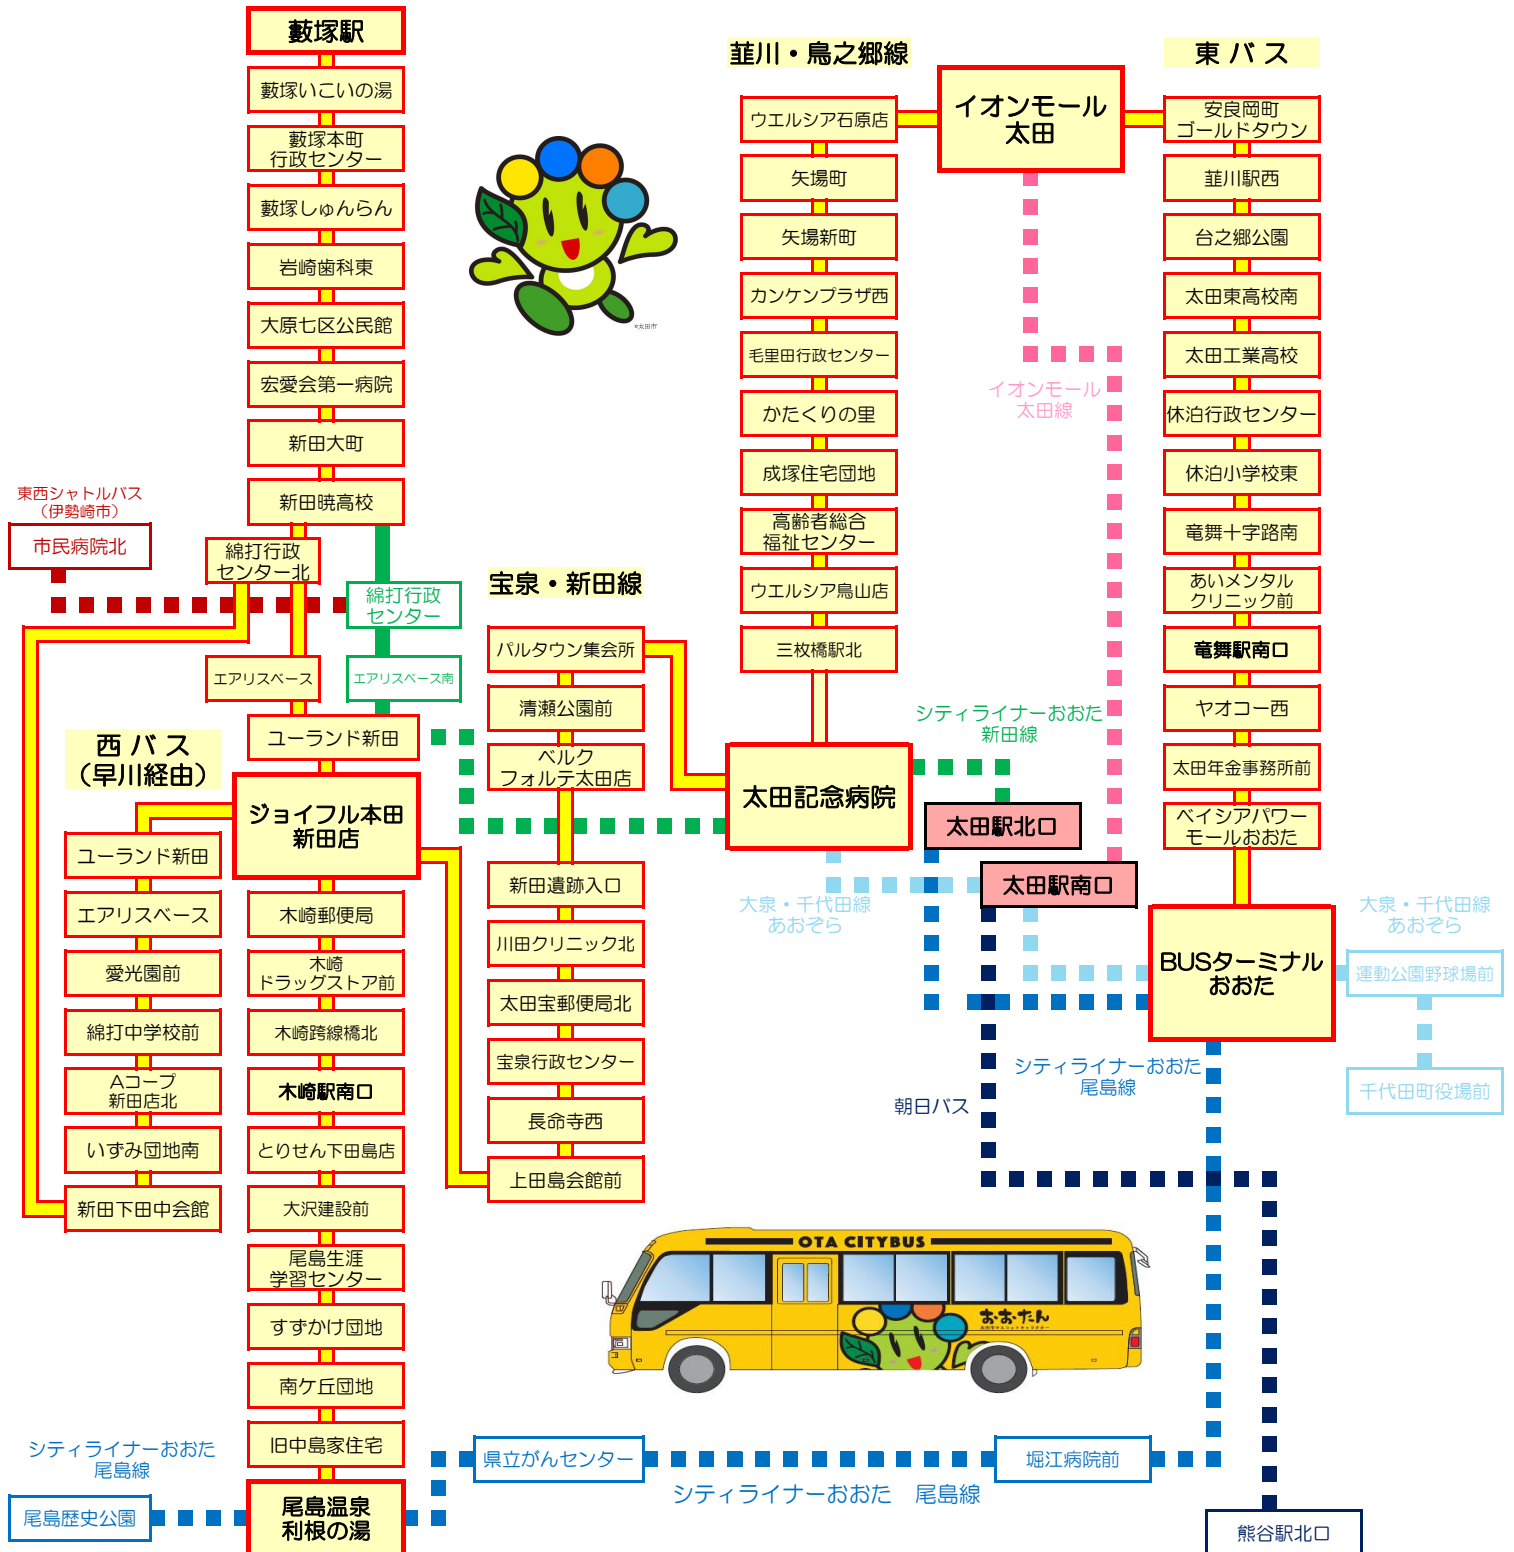 藪塚駅
藪塚いこいの湯
藪塚本町
行政センター
藪塚しゅんらん
岩崎歯科東
大原七区公民館
宏愛会第一病院
新田大町
新田暁高校
東西シャトルバス
(伊勢崎市)
市民病院北
綿打行政
センター北
綿打行政
センター
エアリスベース
エアリスベース南
ユーランド新田
ジョイフル本田
新田店
西 バ ス
(早川経由)
ユーランド新田
エアリスベース
愛光園前
綿打中学校前
Aコープ
新田店北
いずみ団地南
新田下田中会館
木崎郵便局
木崎
ドラッグストア前
木崎跨線橋北
木崎駅南口
とりせん下田島店
大沢建設前
尾島生涯
学習センター
すずかけ団地
南ケ丘団地
旧中島家住宅
尾島温泉
利根の湯
シティライナーおおた
尾島線
尾島歴史公園
©太田市
宝泉・新田線
パルタウン集会所
清瀬公園前
ベルク
フォルテ太田店
新田遺跡入口
川田クリニック北
太田宝郵便局北
宝泉行政センター
長命寺西
上田島会館前
韮川・鳥之郷線
ウエルシア石原店
矢場町
矢場新町
カンケンプラザ西
毛里田行政センター
かたくりの里
成塚住宅団地
高齢者総合
福祉センター
ウエルシア鳥山店
三枚橋駅北
太田記念病院
イオンモール
太田
イオンモール
太田線
シティライナーおおた
新田線
太田駅北口
太田駅南口
大泉・千代田線
あおぞら
東 バ ス
安良岡町
ゴールドタウン
韮川駅西
台之郷公園
太田東高校南
太田工業高校
休泊行政センター
休泊小学校東
竜舞十字路南
あいメンタル
クリニック前
竜舞駅南口
ヤオコー西
太田年金事務所前
ベイシアパワー
モールおおた
BUSターミナル
おおた
大泉・千代田線
あおぞら
運動公園野球場前
千代田町役場前
シティライナーおおた
尾島線
朝日バス
OTA CITYBUS
おおたん
県立がんセンター
シティライナーおおた 尾島線
堀江病院前
熊谷駅北口